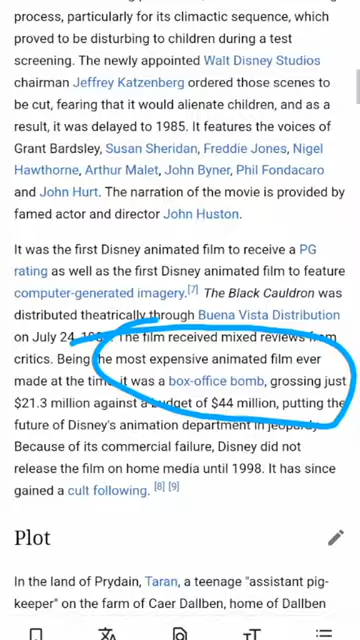 process, particularly for its climactic sequence, which
proved to be disturbing to children during a test
screening. The newly appointed Walt Disney Studios
chairman Jeffrey Katzenberg ordered those scenes to
be cut, fearing that it would alienate children, and as a
result, it was delayed to 1985. It features the voices of
Grant Bardsley, Susan Sheridan, Freddie Jones, Nigel
Hawthorne, Arthur Malet, John Byner, Phil Fondacaro
and John Hurt. The narration of the movie is provided by
famed actor and director John Huston.
It was the first Disney animated film to receive a PG
rating as well as the first Disney animated film to feature
computer-generated imagery.[7] The Black Cauldron was
distributed theatrically through Buena Vista Distribution
on July 24, The film received mixed reviews from
critics. Being the most expensive animated film ever
made at the time, it was a box-office bomb, grossing just
$21.3 million against a budget of $44 million, putting the
future of Disney's animation department in jeopardy.
Because of its commercial failure, Disney did not
release the film on home media until 1998. It has since
gained a cult following. [8] [9]
Plot
In the land of Prydain, Taran, a teenage "assistant pig-
keeper" on the farm of Caer Dallben, home of Dallben